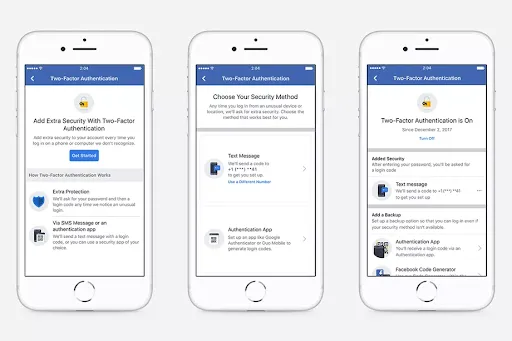 2:04
Two-Factor Authentication
Add Extra Security With Two-Factor
Authentication
Add extra security to your account every time you
log in on a phone or computer we don't recognize.
Get Started
How Two-Factor Authentication Works
Extra Protection
We'll ask for your password and then a
login code any time we notice an unusual
login.
Via SMS Message or an
authentication app
We'll send a text message with a login
code, or you can use a security app of your
choice.
2:04
Two-Factor Authentication
Choose Your Security Method
Any time you log in from an unusual device or
location, we'll ask for extra security. Choose the
method that works best for you.
Text Message
We'll send a code to
+1 (***) ***
to get you set up.
Use a Different Number
Authentication App
Set up an app like Google
Authenticator or Duo Mobile to
generate login codes.
2:04
Two-Factor Authentication
Two-Factor Authentication is On
Since December 2, 2017
Turn Off
Added Security
After entering your password, you'll be asked for
a login code
Text message
We'll send a code to
to get you set up.
Add a Backup
Set up a backup option so that you can log in even if
your security method isn't available.
Authentication App
You'll receive a login code via an
Authentication app.
Facebook Code Generator